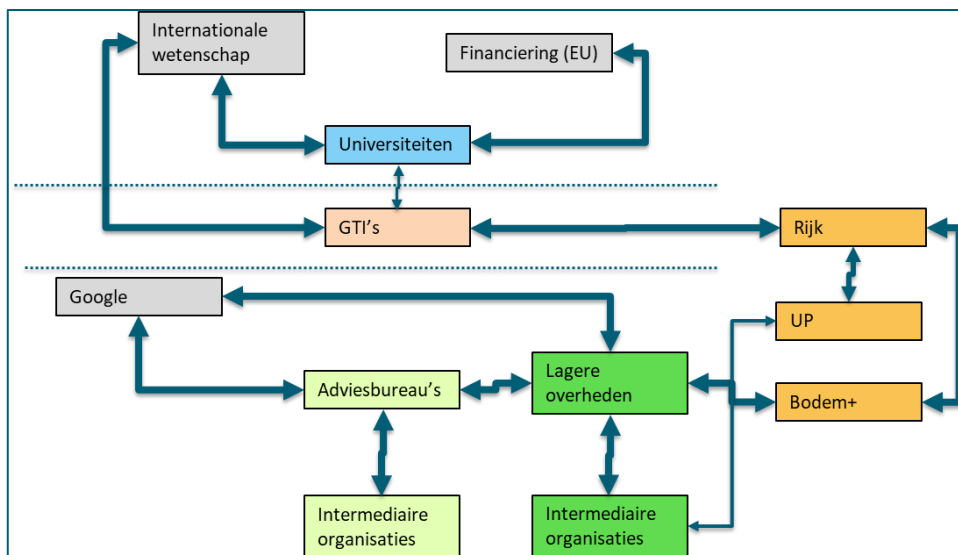 Internationale
wetenschap
Financiering (EU)
Universiteiten
GTI's
Rijk
Google
UP
Lagere
overheden
Adviesbureau's
Bodem+
Intermediaire
organisaties
Intermediaire
organisaties